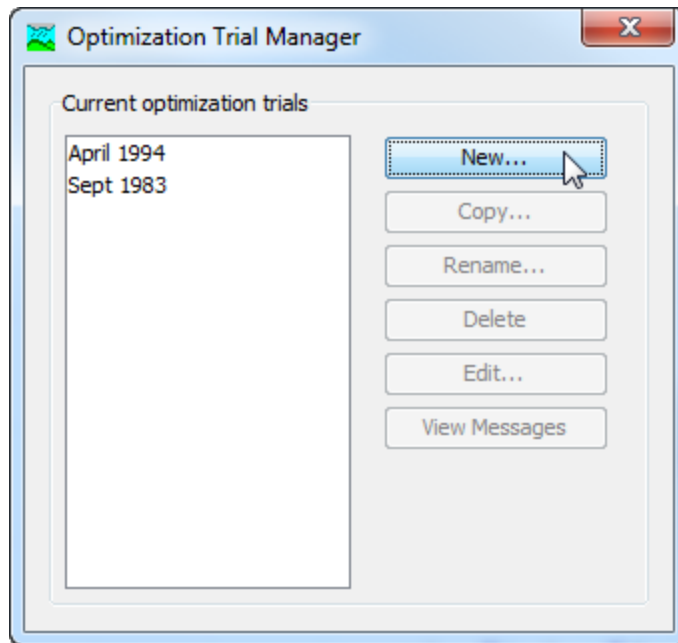 Optimization Trial Manager
Current optimization trials
April 1994
Sept 1983
New...
Copy...
Rename...
Delete
Edit...
View Messages